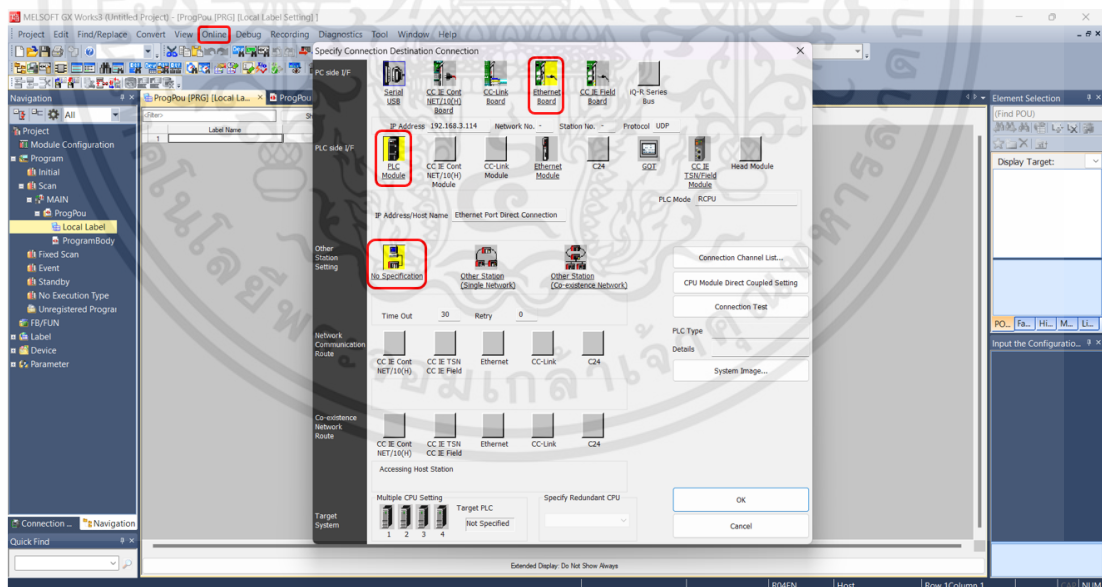 MELSOFT GX Works3 (Untitled Project) - [ProgPou [PRG] [Local Label Setting] ]
Project Edit Find/Replace Convert View Online Debug Recording Diagnostics Tool Window Help
Navigation
ProgPou [PRG] [Local La...
ProgPou
All
<Filter>
Label Name
1
Project
Module Configuration
Program
Initial
Scan
MAIN
ProgPou
Local Label
ProgramBody
Fixed Scan
Event
Standby
No Execution Type
Unregistered Program
FB/FUN
Label
Device
Parameter
Connection ...
Navigation
Quick Find
Specify Connection Destination Connection
PC side I/F
Serial USB
CC IE Cont NET/10(H) Board
CC-Link Board
Ethernet Board
CC IE Field Board
iQ-R Series Bus
IP Address 192.168.3.114 Network No. - Station No. - Protocol UDP
PLC side I/F
PLC Module
CC IE Cont NET/10(H) Module
CC-Link Module
Ethernet Module
C24
GOT
CC IE TSN/Field Module
Head Module
PLC Mode RCPU
IP Address/Host Name Ethernet Port Direct Connection
Other Station Setting
No Specification
Other Station (Single Network)
Other Station (Co-existence Network)
Connection Channel List...
CPU Module Direct Coupled Setting
Time Out 30 Retry 0
Connection Test
PLC Type
Details
System Image...
Network Communication Route
CC IE Cont NET/10(H)
CC IE TSN CC IE Field
Ethernet
CC-Link
C24
Co-existence Network Route
CC IE Cont NET/10(H)
CC IE TSN CC IE Field
Ethernet
CC-Link
C24
Accessing Host Station
Target System
Multiple CPU Setting
1 2 3 4
Target PLC
Not Specified
Specify Redundant CPU
OK
Cancel
Element Selection
(Find POU)
Display Target:
PO... Fa... Hi... M... Li...
Input the Configuratio...
Extended Display: Do Not Show Always
R04EN Host Row 1Column 1 CAP NUM